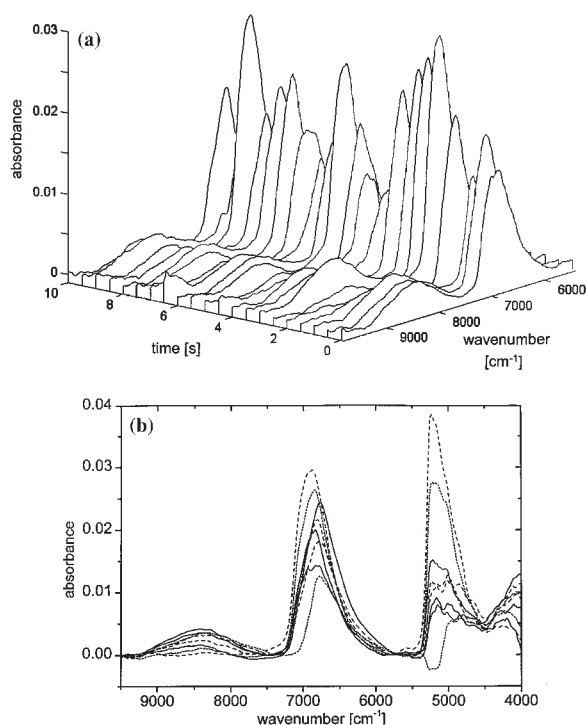 0.03
(a)
0.02
absorbance
0.01
0
10
8
6
4
2
0
time [s]
9000
8000
7000
6000
wavenumber
[cm⁻¹]
0.04
(b)
0.03
absorbance
0.02
0.01
0.00
9000 8000 7000 6000 5000 4000
wavenumber [cm⁻¹]